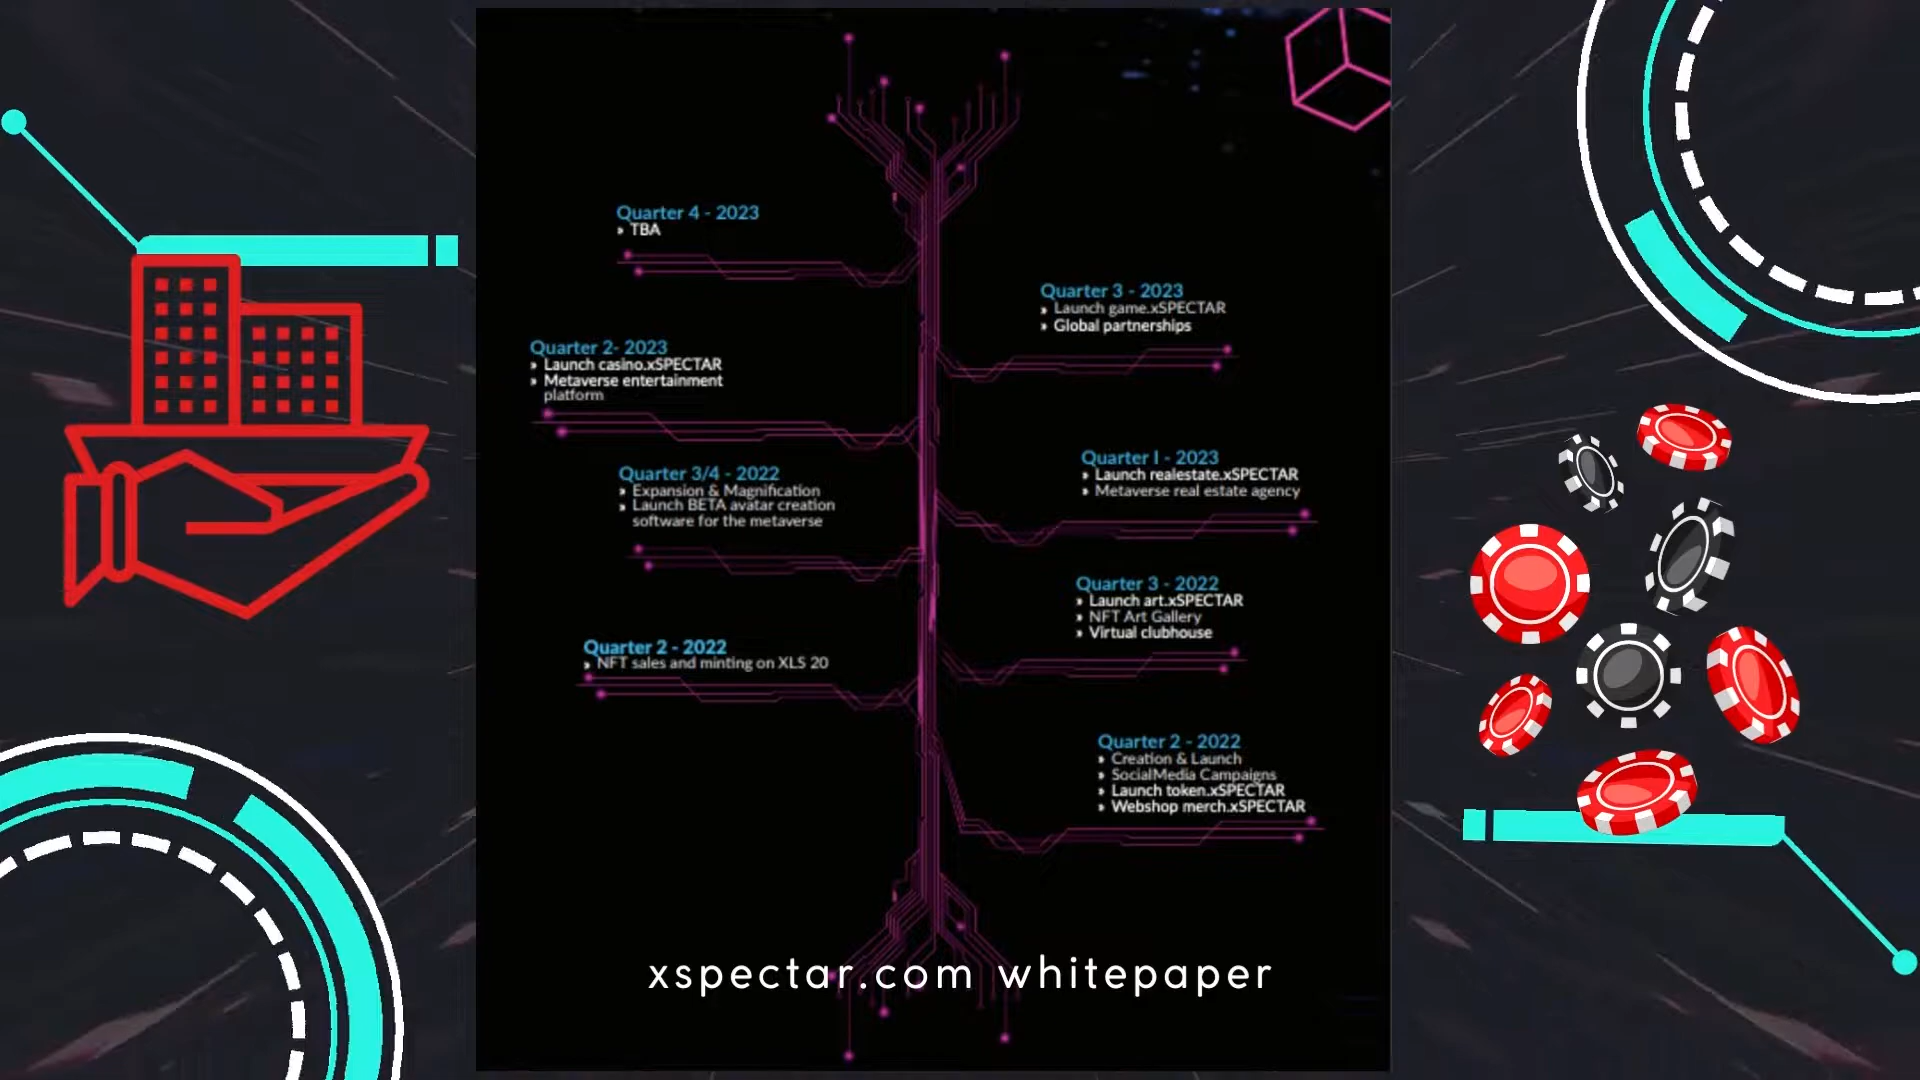 Quarter 4 - 2023
» TBA
Quarter 3 - 2023
» Launch game.xSPECTAR
» Global partnerships
Quarter 2- 2023
» Launch casino.xSPECTAR
» Metaverse entertainment
platform
Quarter I - 2023
» Launch realestate.xSPECTAR
» Metaverse real estate agency
Quarter 3/4 - 2022
» Expansion & Magnification
» Launch BETA avatar creation
software for the metaverse
Quarter 3 - 2022
» Launch art.xSPECTAR
» NFT Art Gallery
» Virtual clubhouse
Quarter 2 - 2022
» NFT sales and minting on XLS 20
Quarter 2 - 2022
» Creation & Launch
» SocialMedia Campaigns
» Launch token.xSPECTAR
» Webshop merch.xSPECTAR
xspectar.com whitepaper